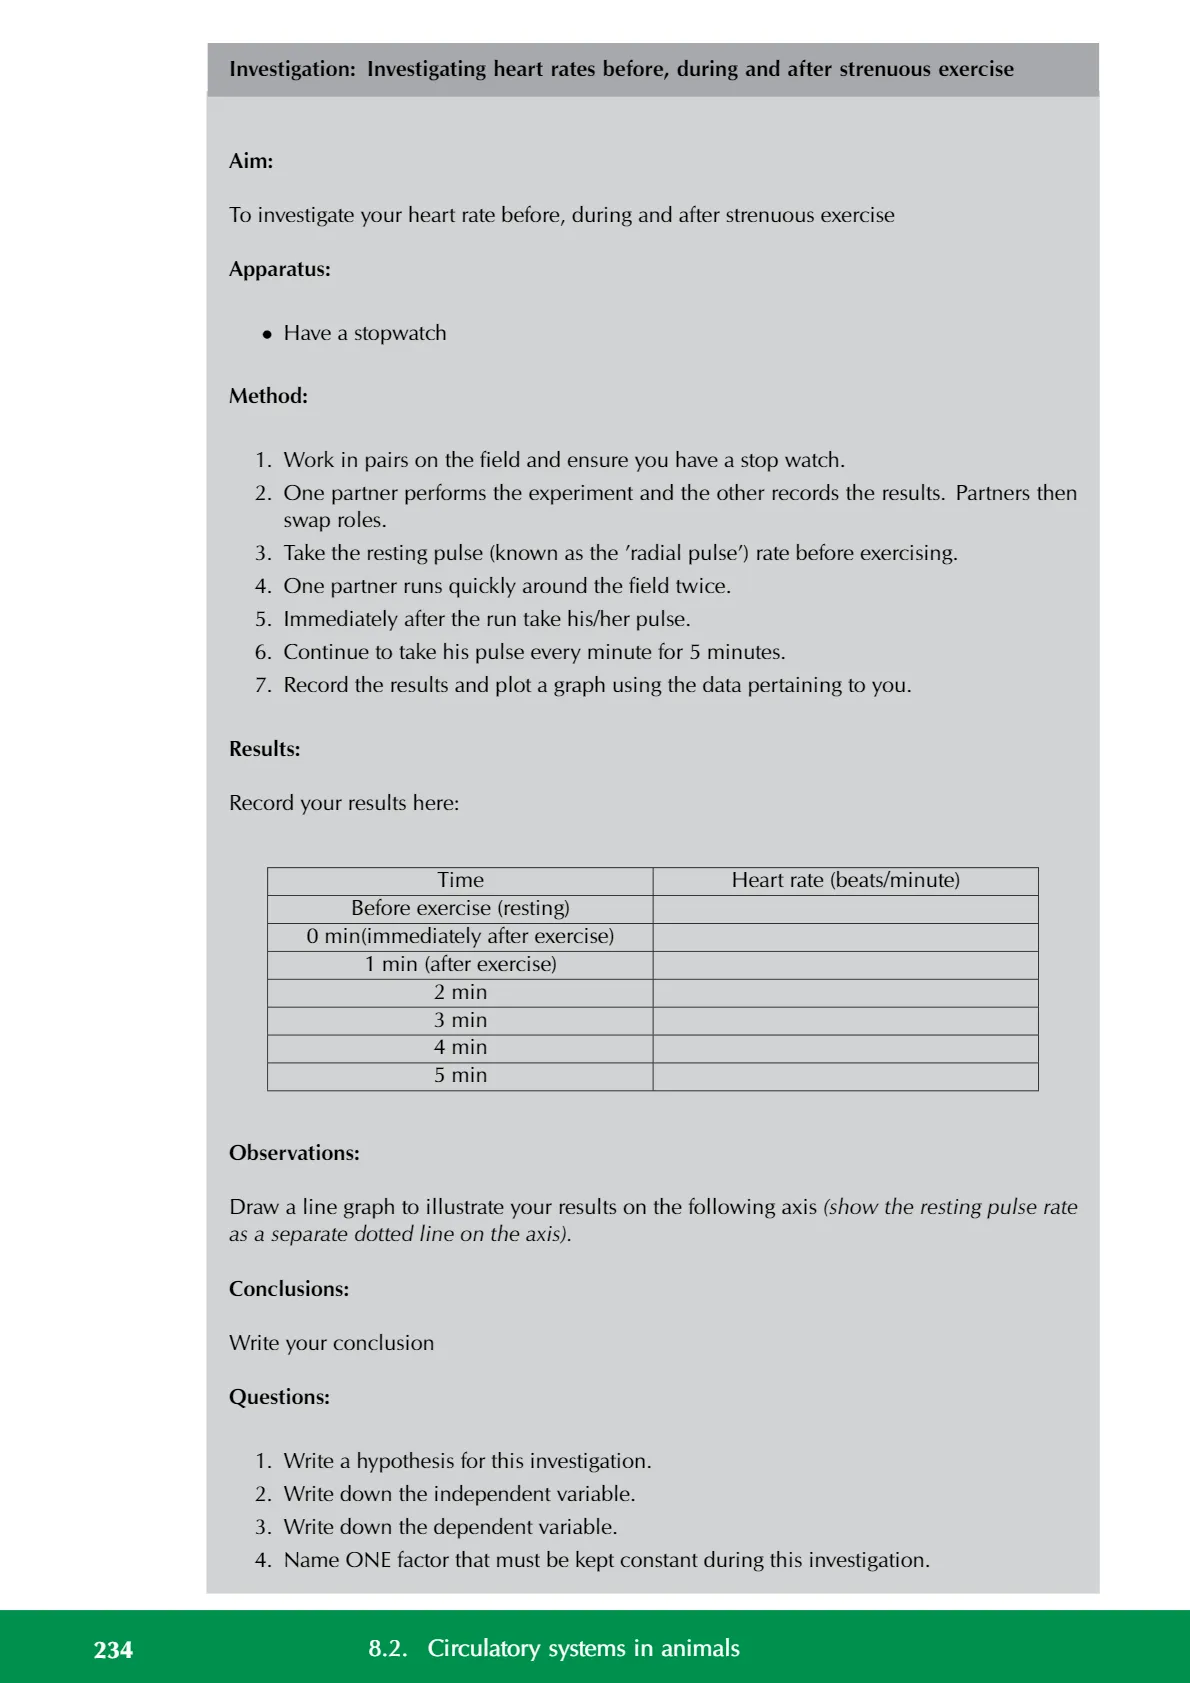 Investigation: Investigating heart rates before, during and after strenuous exercise
Aim:
To investigate your heart rate before, during and after strenuous exercise
Apparatus:
• Have a stopwatch
Method:
1. Work in pairs on the field and ensure you have a stop watch.
2. One partner performs the experiment and the other records the results. Partners then
swap roles.
3. Take the resting pulse (known as the ’radial pulse’) rate before exercising.
4. One partner runs quickly around the field twice.
5. Immediately after the run take his/her pulse.
6. Continue to take his pulse every minute for 5 minutes.
7. Record the results and plot a graph using the data pertaining to you.
Results:
Record your results here:
Time Heart rate (beats/minute)
Before exercise (resting)
0 min(immediately after exercise)
1 min (after exercise)
2 min
3 min
4 min
5 min
Observations:
Draw a line graph to illustrate your results on the following axis (show the resting pulse rate
as a separate dotted line on the axis).
Conclusions:
Write your conclusion
Questions:
1. Write a hypothesis for this investigation.
2. Write down the independent variable.
3. Write down the dependent variable.
4. Name ONE factor that must be kept constant during this investigation.
234 8.2. Circulatory systems in animals